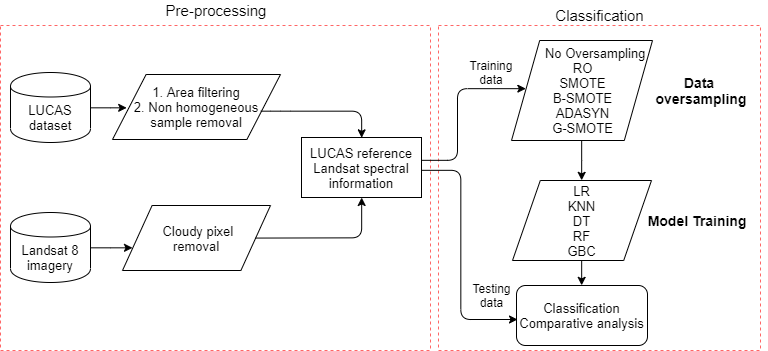 Pre-processing
Classification
LUCAS
dataset
1. Area filtering
2. Non homogeneous
sample removal
Landsat 8
imagery
Cloudy pixel
removal
LUCAS reference
Landsat spectral
information
Training
data
No Oversampling
RO
SMOTE
B-SMOTE
ADASYN
G-SMOTE
Data
oversampling
LR
KNN
DT
RF
GBC
Model Training
Testing
data
Classification
Comparative analysis